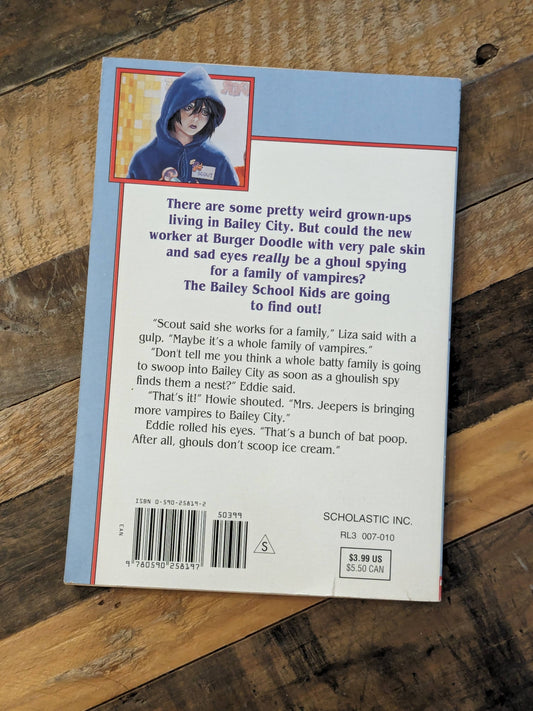 SCOUT
There are some pretty weird grown-ups
living in Bailey City. But could the new
worker at Burger Doodle with very pale skin
and sad eyes really be a ghoul spying
for a family of vampires?
The Bailey School Kids are going
to find out!
"Scout said she works for a family," Liza said with a
gulp. "Maybe it's a whole family of vampires."
"Don't tell me you think a whole batty family is going
to swoop into Bailey City as soon as a ghoulish spy
finds them a nest?" Eddie said.
"That's it!" Howie shouted. "Mrs. Jeepers is bringing
more vampires to Bailey City."
Eddie rolled his eyes. "That's a bunch of bat poop.
After all, ghouls don't scoop ice cream."
ISBN 0-590-25819-2
50399
EAN
S
9 780590 258197
SCHOLASTIC INC.
RL3 007-010
$3.99 US
$5.50 CAN